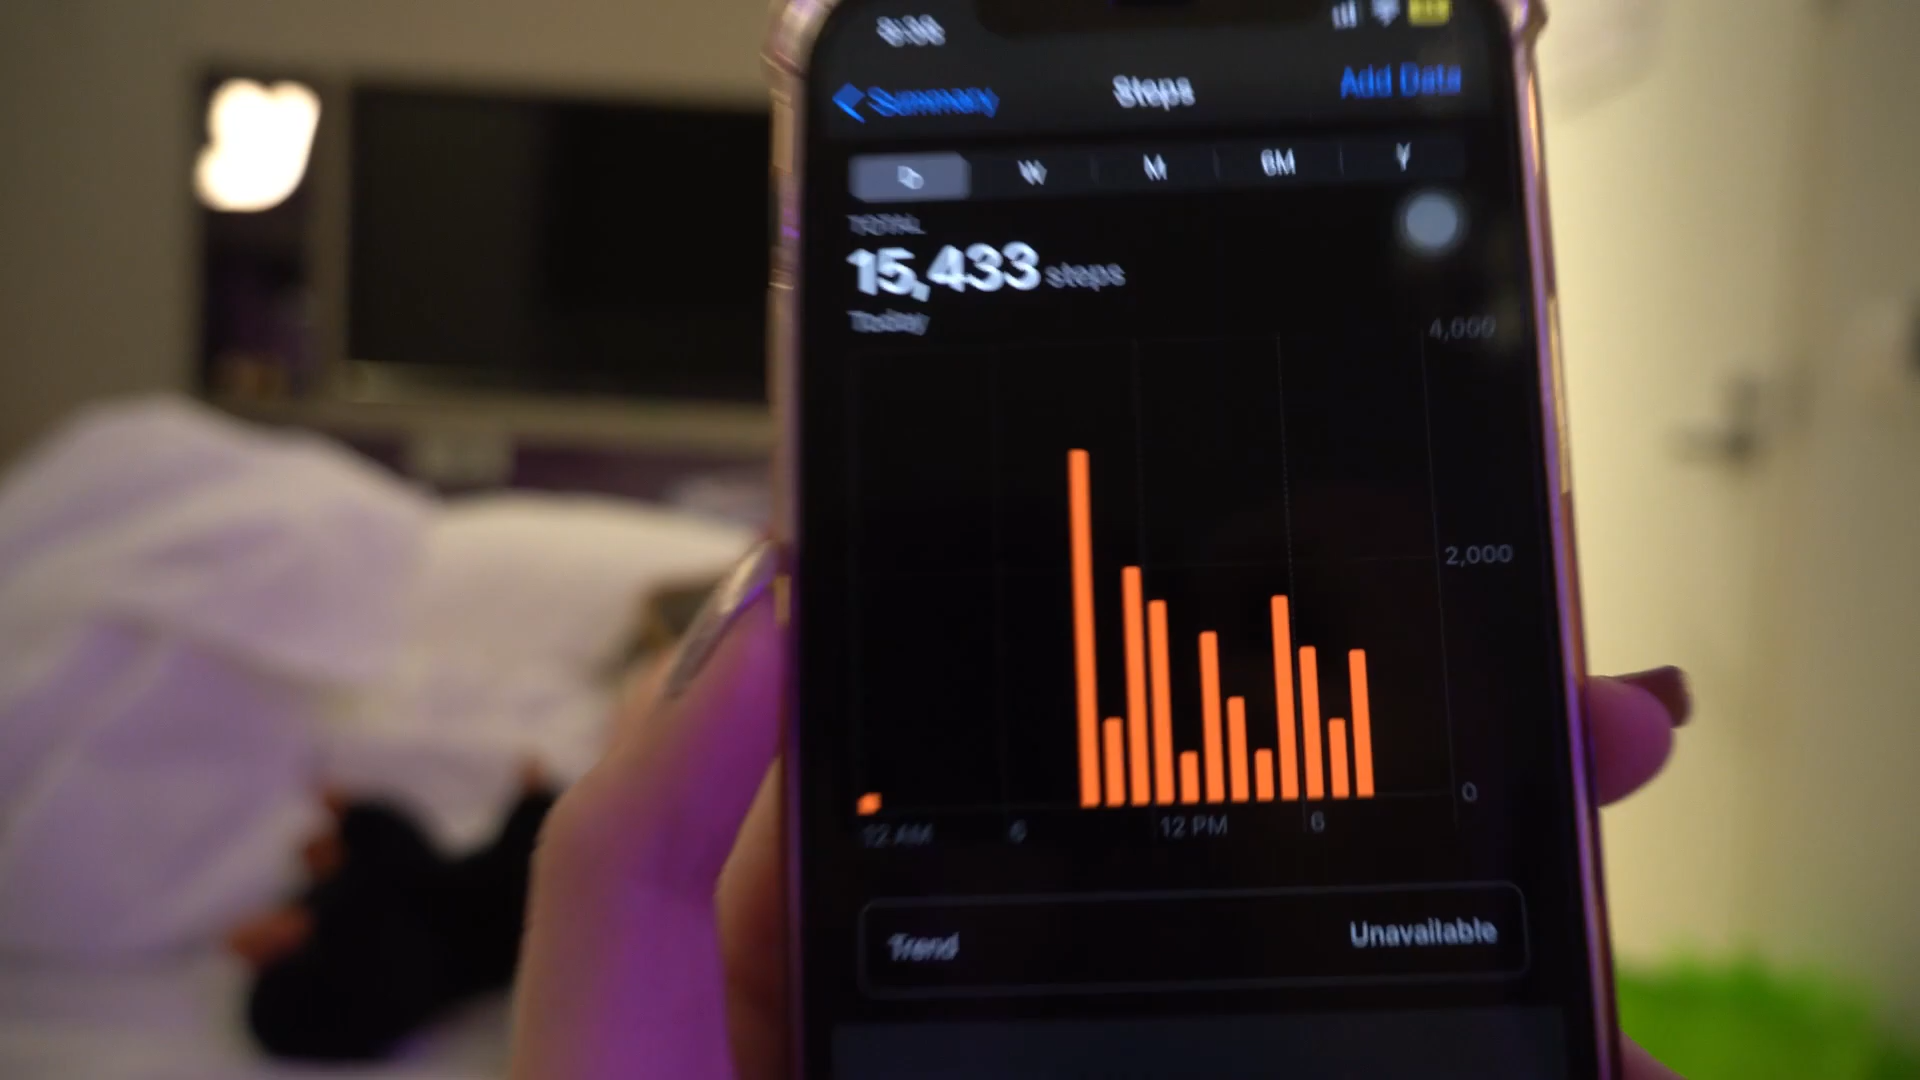 Summary Steps Add Data
D W M 6M Y
TOTAL
15,433 steps
Today
4,000
2,000
0
12 AM 6 12 PM 6
Trend Unavailable